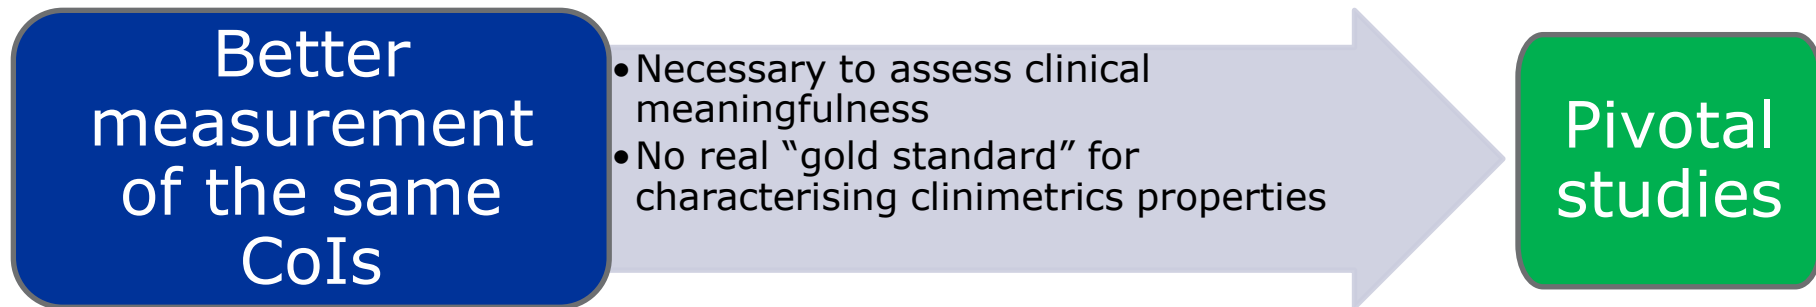 Better
measurement
of the same
CoIs
•Necessary to assess clinical
meaningfulness
•No real “gold standard” for
characterising clinimetrics properties
Pivotal
studies